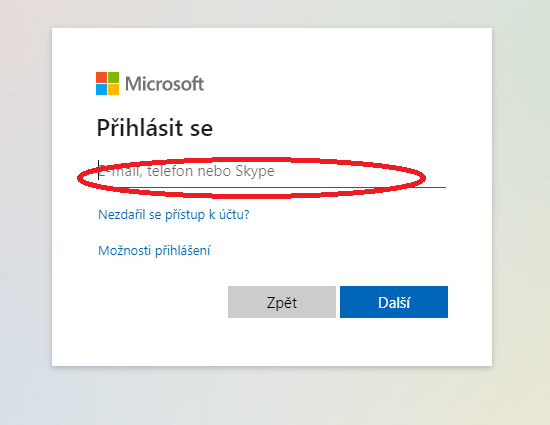 Microsoft
Přihlásit se
E-mail, telefon nebo Skype
Nezdařil se přístup k účtu?
Možnosti přihlášení
Zpět
Další